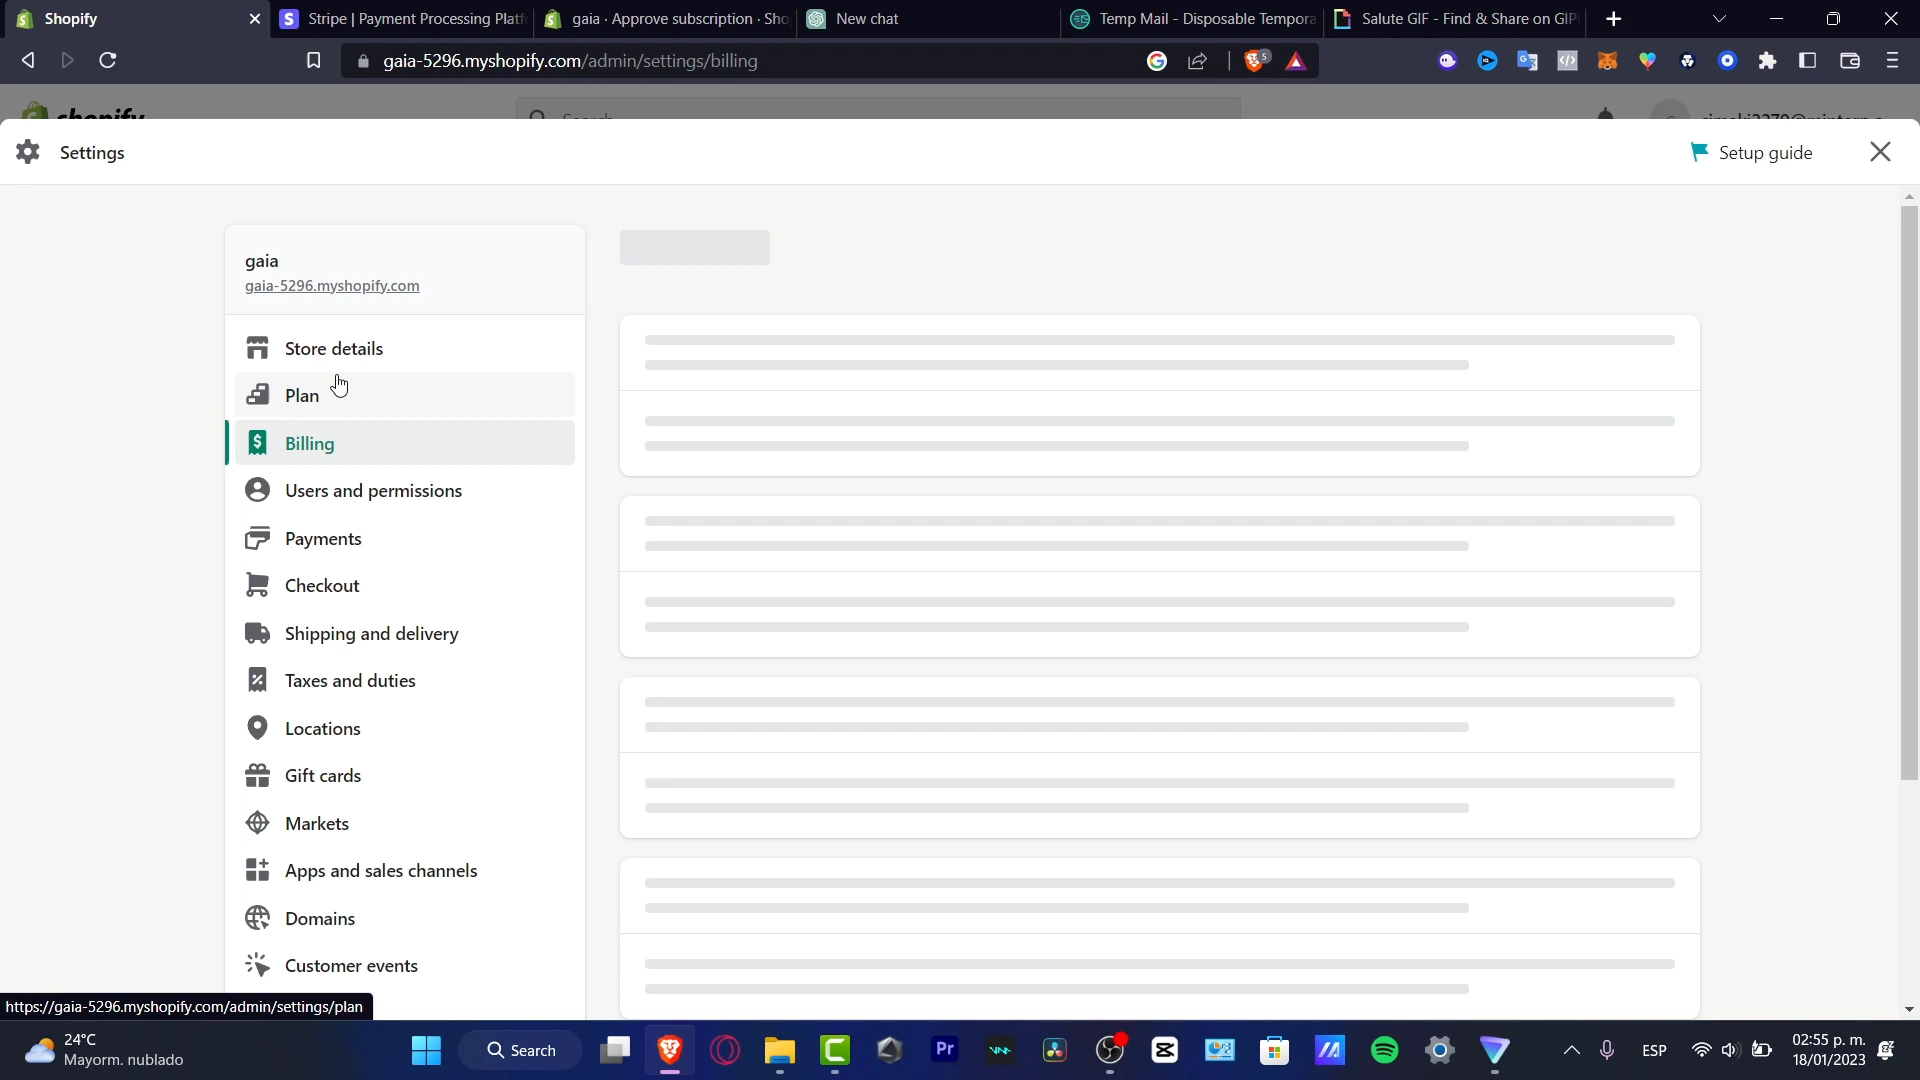 Shopify
Stripe | Payment Processing Platf
gaia · Approve subscription · Sho
New chat
Temp Mail - Disposable Tempora
Salute GIF - Find & Share on GIP
gaia-5296.myshopify.com/admin/settings/billing
5
shopify
Search
Settings
Setup guide
gaia
gaia-5296.myshopify.com
Store details
Plan
Billing
Users and permissions
Payments
Checkout
Shipping and delivery
Taxes and duties
Locations
Gift cards
Markets
Apps and sales channels
Domains
Customer events
https://gaia-5296.myshopify.com/admin/settings/plan
24°C
Mayorm. nublado
Search
Pr
ESP
02:55 p. m.
18/01/2023